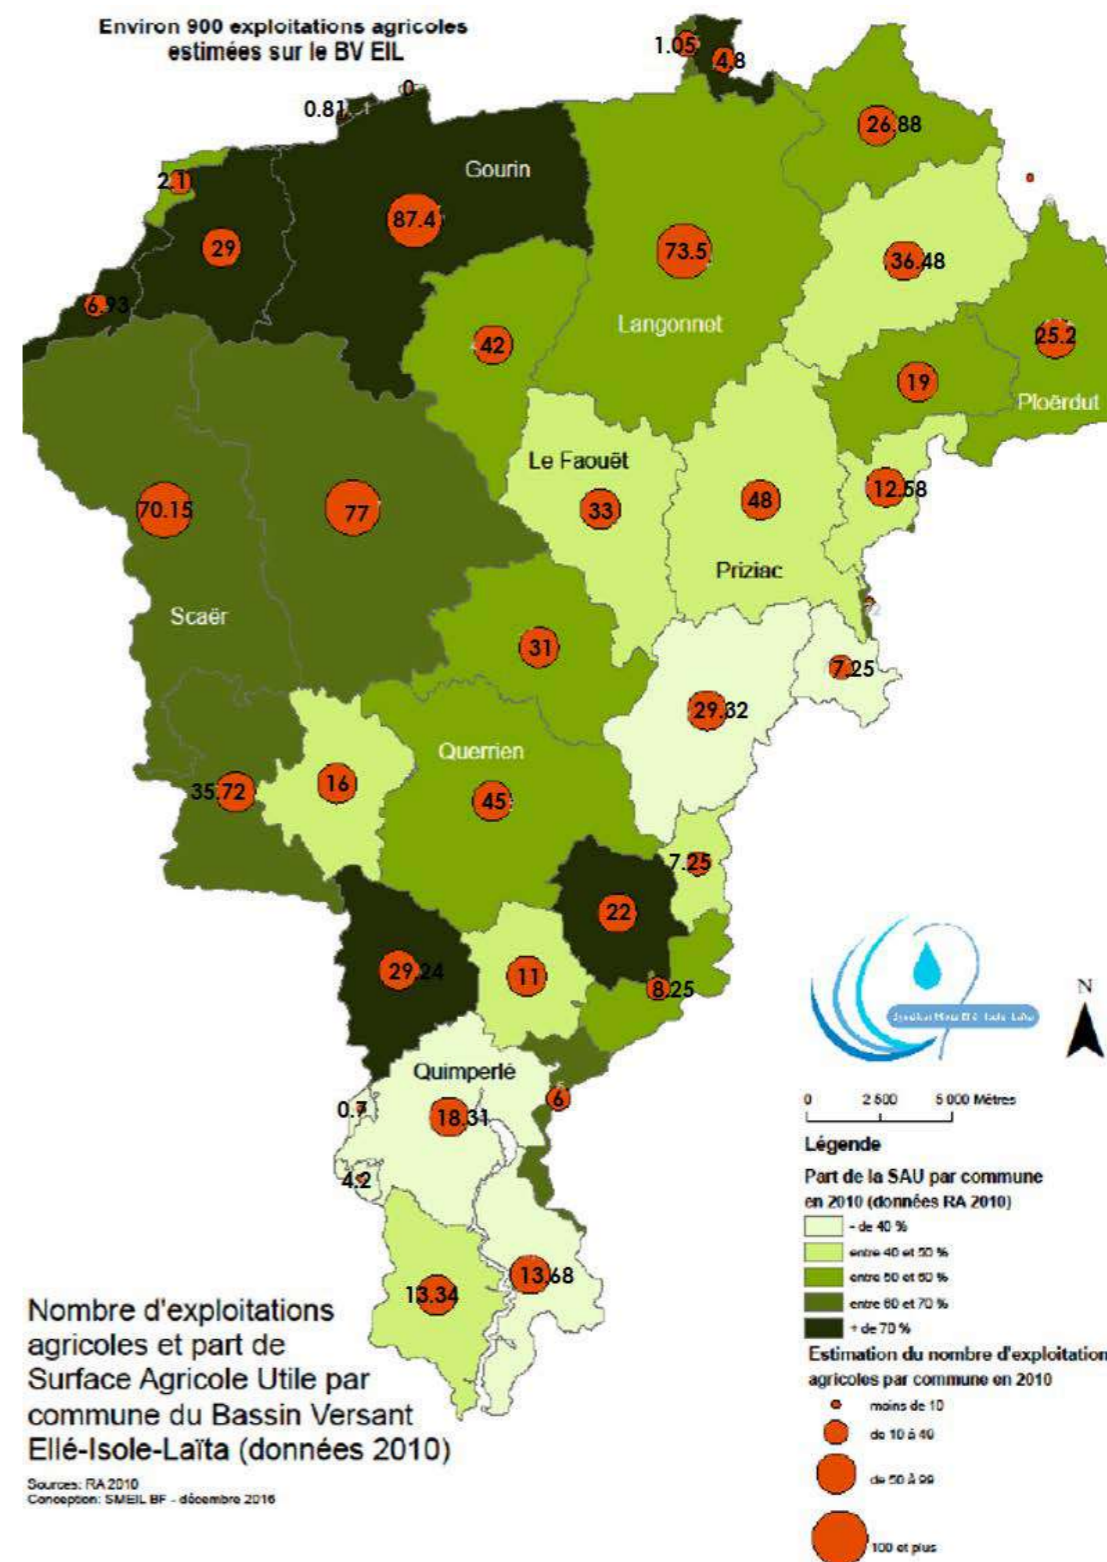 Environ 900 exploitations agricoles
estimées sur le BV EIL
1.05
4.8
0
0.81
26.88
Gourin
2.1
87.4
29
73.5
36.48
6.93
Langonnet
42
25.2
19
Ploërdut
Le Faouët
12.58
70.15
77
33
48
Priziac
Scaër
31
7.25
29.32
Querrien
35.72
16
45
7.25
22
29.24
11
8.25
N
Quimperlé
0 2 500 5 000 Mètres
0.7
18.31
6
Légende
Part de la SAU par commune
en 2010 (données RA 2010)
4.2
- de 40 %
entre 40 et 50 %
13.68
entre 50 et 60 %
13.34
entre 60 et 70 %
+ de 70 %
Nombre d'exploitations
agricoles et part de
Surface Agricole Utile par
commune du Bassin Versant
Ellé-Isole-Laïta (données 2010)
Sources: RA 2010
Conception: SMEIL BF - décembre 2016
Estimation du nombre d'exploitation
agricoles par commune en 2010
moins de 10
de 10 à 49
de 50 à 99
100 et plus